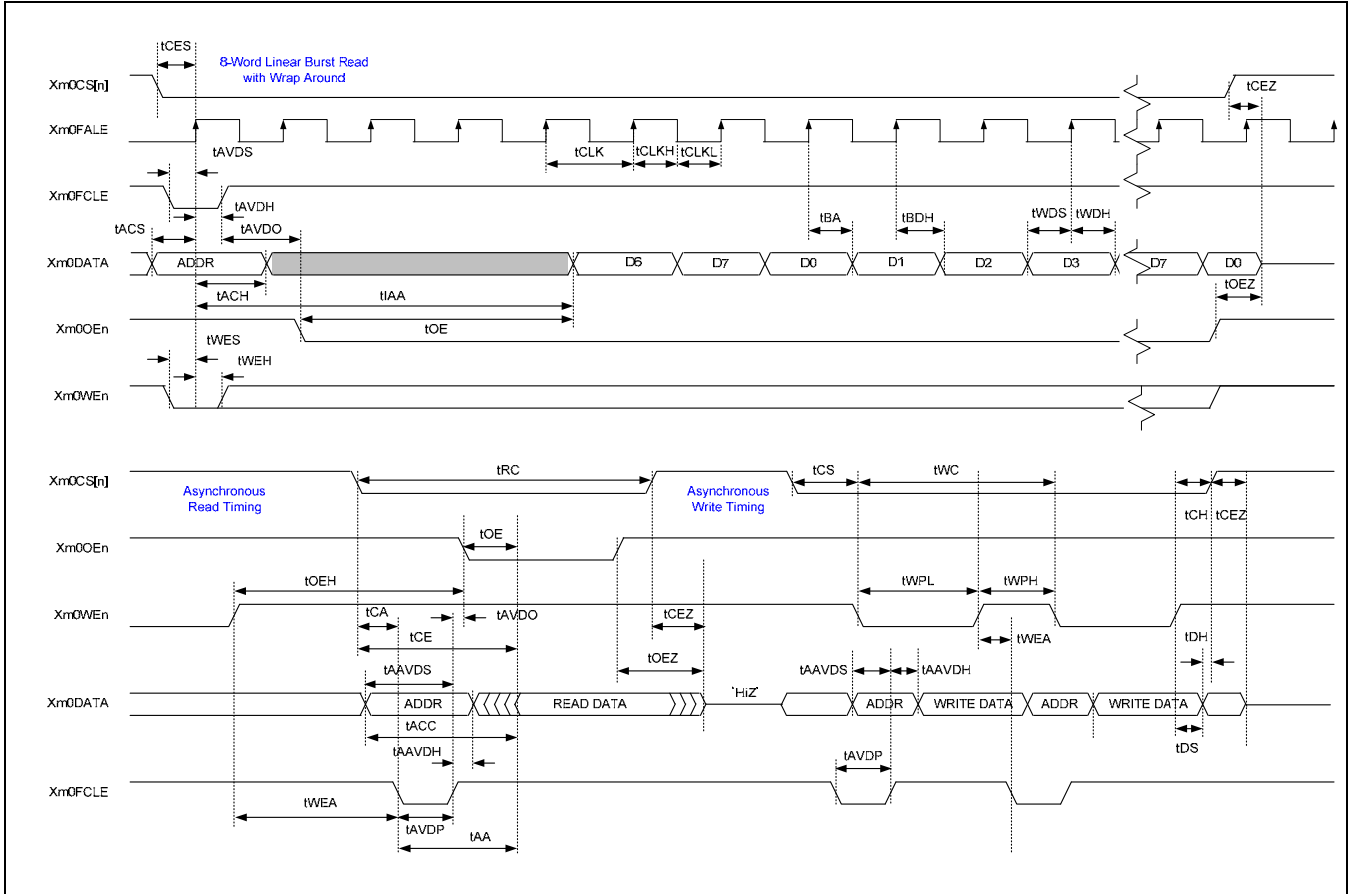 tCES
8-Word Linear Burst Read
with Wrap Around
Xm0CS[n]
tCEZ
Xm0FALE
tAVDS
tCLK
tCLKH
tCLKL
Xm0FCLE
tAVDH
tACS
tAVDO
tBA
tBDH
tWDS
tWDH
Xm0DATA
ADDR
D6
D7
D0
D1
D2
D3
D7
D0
tACH
tIAA
tOEZ
Xm0OEn
tOE
tWES
tWEH
Xm0WEn
Xm0CS[n]
tRC
tCS
tWC
Asynchronous
Read Timing
Asynchronous
Write Timing
tCH
tCEZ
Xm0OEn
tOE
tOEH
tWPL
tWPH
Xm0WEn
tCA
tAVDO
tCEZ
tWEA
tDH
tCE
tOEZ
tAAVDS
tAAVDS
tAAVDH
Xm0DATA
ADDR
READ DATA
'HiZ'
ADDR
WRITE DATA
ADDR
WRITE DATA
tACC
tAAVDH
tAVDP
tDS
Xm0FCLE
tWEA
tAVDP
tAA